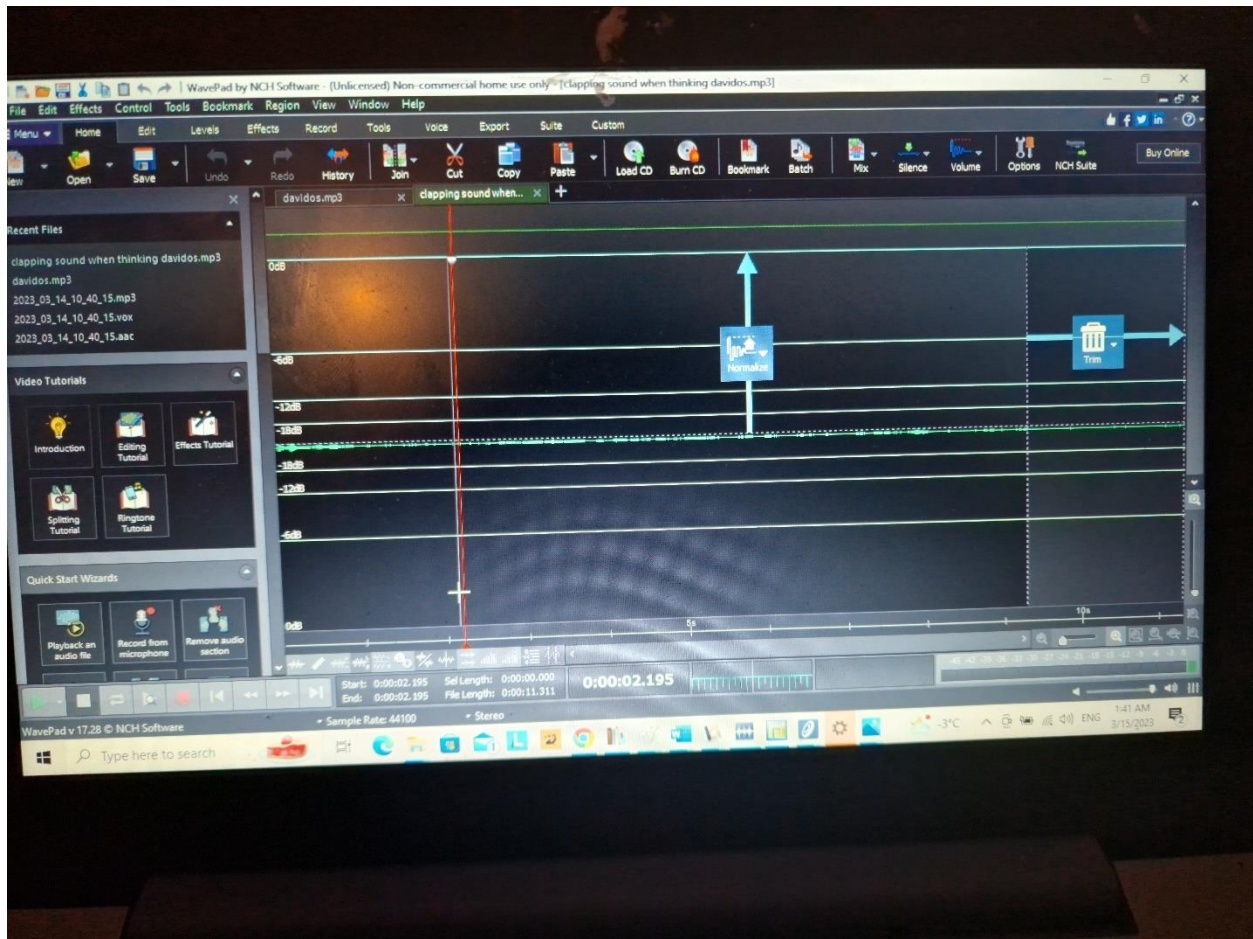 WavePad by NCH Software - (Unlicensed) Non-commercial home use only - [clapping sound when thinking davidos.mp3]
File Edit Effects Control Tools Bookmark Region View Window Help
Menu Home Edit Levels Effects Record Tools Voice Export Suite Custom
Open Save Undo Redo History Join Cut Copy Paste Load CD Burn CD Bookmark Batch Mix Silence Volume Options NCH Suite Buy Online
davidos.mp3 clapping sound when...
Recent Files
clapping sound when thinking davidos.mp3
davidos.mp3
2023_03_14_10_40_15.mp3
2023_03_14_10_40_15.vox
2023_03_14_10_40_15.aac
Video Tutorials
Introduction
Editing Tutorial
Effects Tutorial
Splitting Tutorial
Ringtone Tutorial
Quick Start Wizards
Playback an audio file
Record from microphone
Remove audio section
0dB
-6dB
-12dB
-18dB
-18dB
-12dB
-6dB
0dB
Normalize
Trim
5s
10s
Start: 0:00:02.195 Sel Length: 0:00:00.000
End: 0:00:02.195 File Length: 0:00:11.311
0:00:02.195
WavePad v 17.28 © NCH Software
Sample Rate: 44100 Stereo
Type here to search
-3°C ENG
1:41 AM
3/15/2023